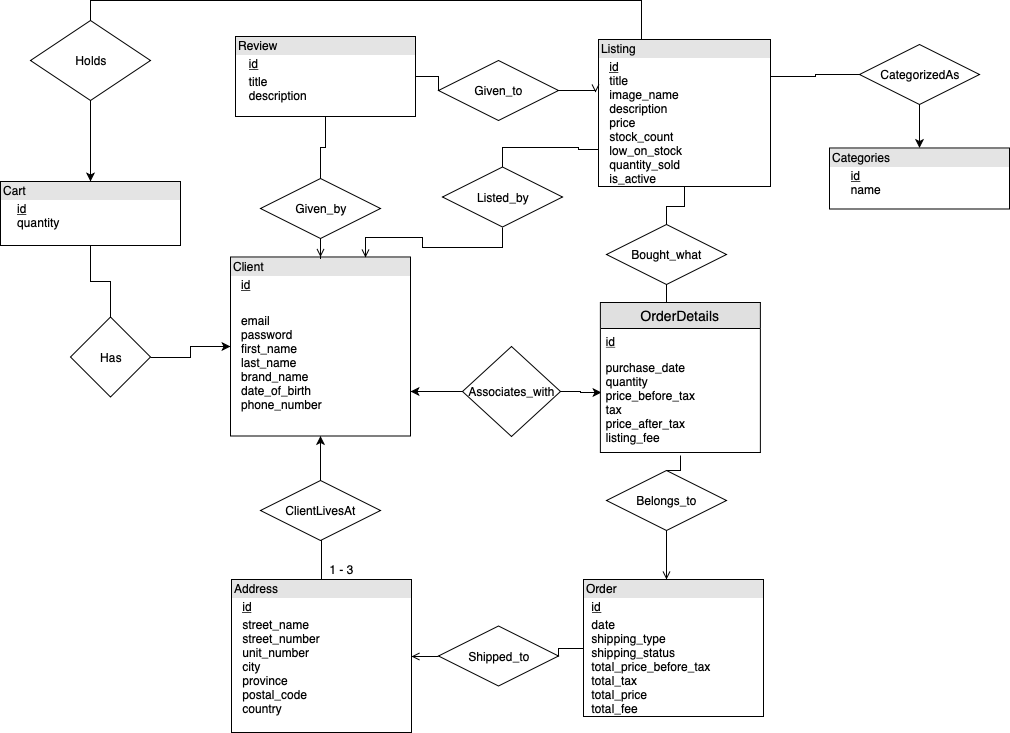 Holds
Review
id
title
description
Given_to
Listing
id
title
image_name
description
price
stock_count
low_on_stock
quantity_sold
is_active
CategorizedAs
Categories
id
name
Cart
id
quantity
Given_by
Listed_by
Bought_what
Client
id
email
password
first_name
last_name
brand_name
date_of_birth
phone_number
Has
Associates_with
OrderDetails
id
purchase_date
quantity
price_before_tax
tax
price_after_tax
listing_fee
ClientLivesAt
Belongs_to
1 - 3
Address
id
street_name
street_number
unit_number
city
province
postal_code
country
Shipped_to
Order
id
date
shipping_type
shipping_status
total_price_before_tax
total_tax
total_price
total_fee